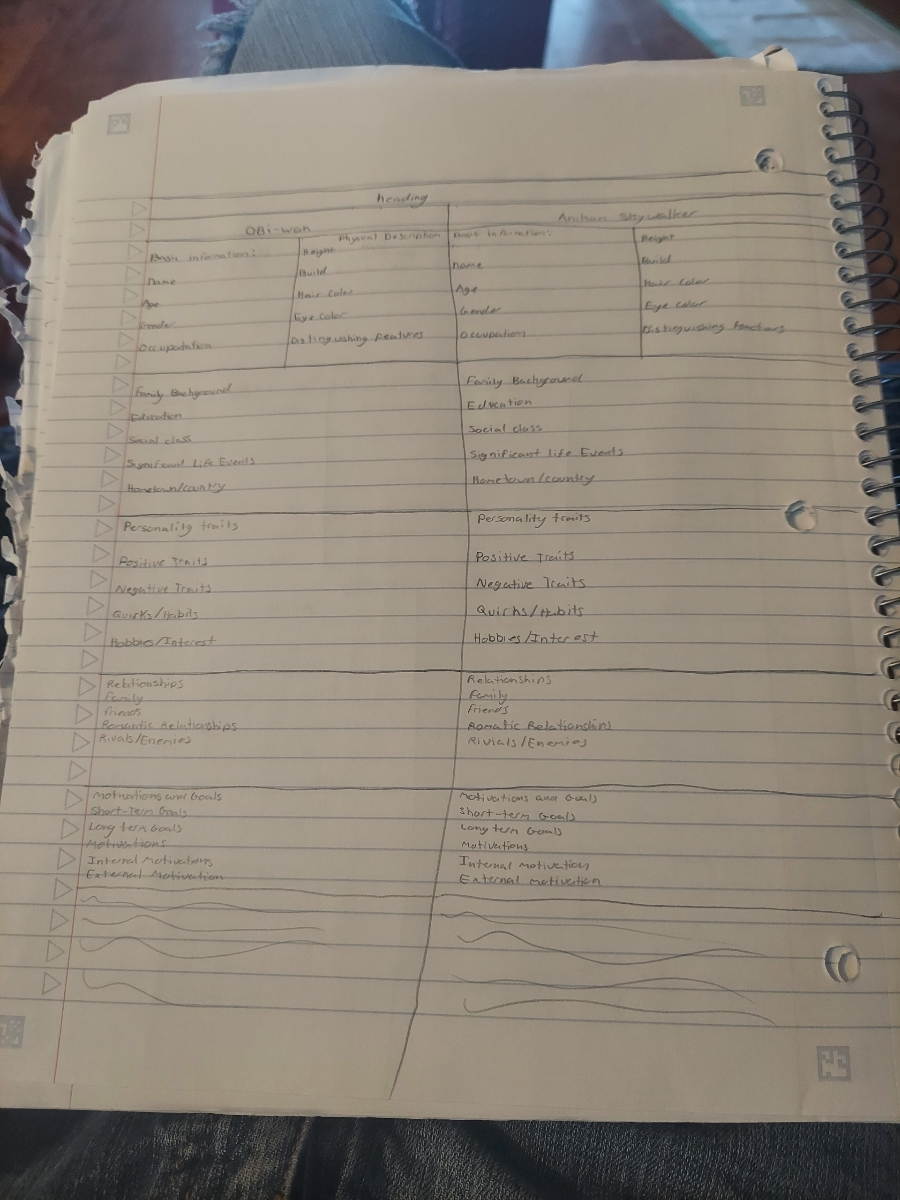 heading
OBi-wan
Anikan Skywalker
Basic information:
Name
Age
Gender
Occupatation
Physical Description
Height
Build
Hair Color
Eye Color
Distinguishing Features
Basic information:
Name
Age
Gender
Occupation
Height
Build
Hair Color
Eye Color
Distinguishing
Family Background
Education
Social class
Significant Life Events
Hometown/country
Family Background
Education
Social class
Significant life Events
Hometown/country
Personality traits
Positive Traits
Negative Traits
Quirks/Habits
Hobbies/Interest
Personality traits
Positive Traits
Negative Traits
Quirks/Habits
Hobbies/Interest
Relationships
Family
friends
Romantic Relationships
Rivals/Enemies
Relationships
Family
friends
Romatic Relationships
Rivials/Enemies
Motivations and Goals
Short-Term Goals
Long term Goals
Motivations
Internal Motivations
External Motivation
Motivations and Goals
Short-term Goals
Long term Goals
Motivations
Internal Motivation
External motivation